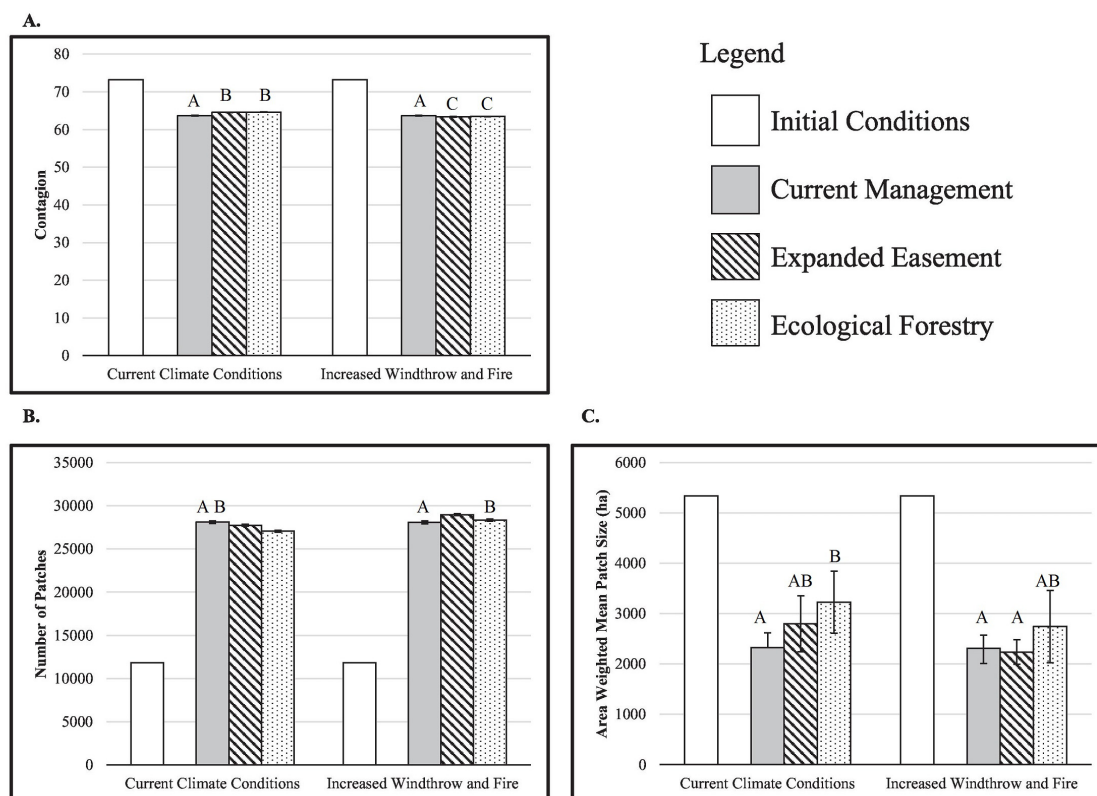 A.
80
70
60
50
40
30
20
10
0
Contagion
A B B
A C C
Current Climate Conditions
Increased Windthrow and Fire
Legend
Initial Conditions
Current Management
Expanded Easement
Ecological Forestry
B.
35000
30000
25000
20000
15000
10000
5000
0
Number of Patches
A B
A B
Current Climate Conditions
Increased Windthrow and Fire
C.
6000
5000
4000
3000
2000
1000
0
Area Weighted Mean Patch Size (ha)
A AB B
A A AB
Current Climate Conditions
Increased Windthrow and Fire